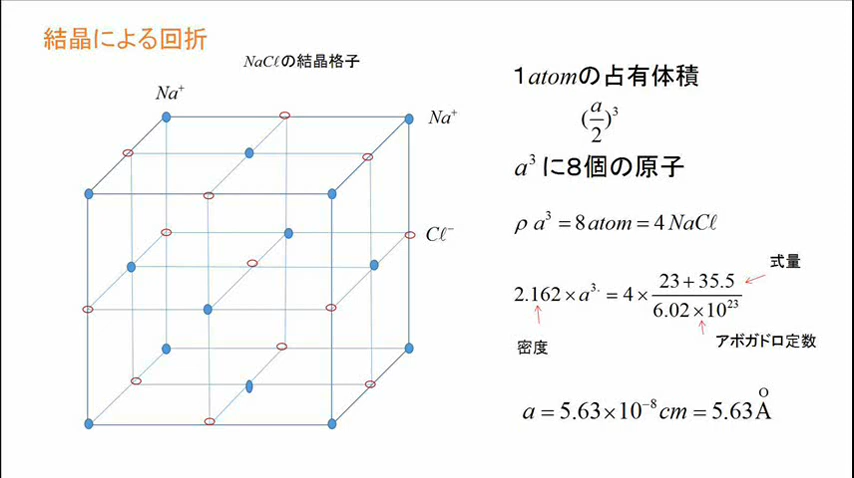 結晶による回折
NaCℓの結晶格子
Na⁺
Na⁺
Cℓ⁻
1atomの占有体積
(a/2)³
a³に8個の原子
ρ a³ = 8atom = 4NaCℓ
式量
2.162 × a³· = 4 × (23 + 35.5)/(6.02 × 10²³)
密度
アボガドロ定数
a = 5.63×10⁻⁸cm = 5.63Å